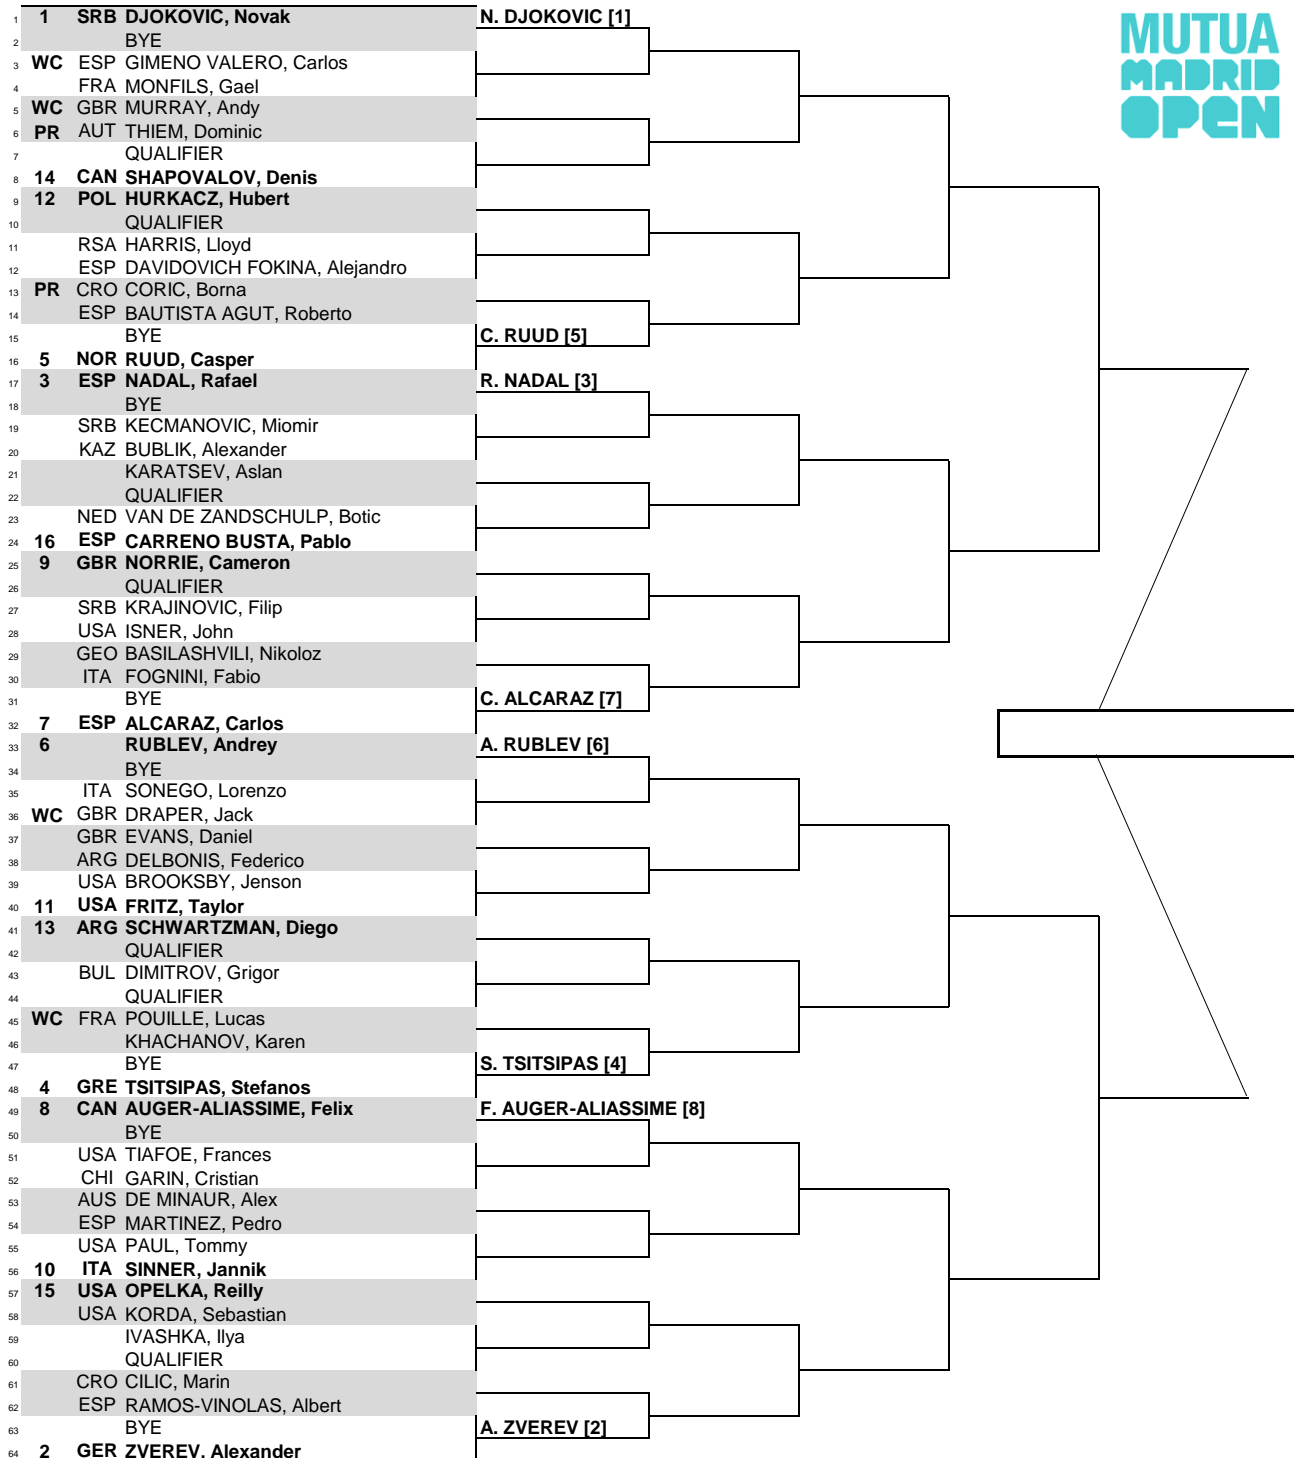 1 1 SRB DJOKOVIC, Novak N. DJOKOVIC [1]
2 BYE
3 WC ESP GIMENO VALERO, Carlos
4 FRA MONFILS, Gael
5 WC GBR MURRAY, Andy
6 PR AUT THIEM, Dominic
7 QUALIFIER
8 14 CAN SHAPOVALOV, Denis
9 12 POL HURKACZ, Hubert
10 QUALIFIER
11 RSA HARRIS, Lloyd
12 ESP DAVIDOVICH FOKINA, Alejandro
13 PR CRO CORIC, Borna
14 ESP BAUTISTA AGUT, Roberto
15 BYE C. RUUD [5]
16 5 NOR RUUD, Casper
17 3 ESP NADAL, Rafael R. NADAL [3]
18 BYE
19 SRB KECMANOVIC, Miomir
20 KAZ BUBLIK, Alexander
21 KARATSEV, Aslan
22 QUALIFIER
23 NED VAN DE ZANDSCHULP, Botic
24 16 ESP CARRENO BUSTA, Pablo
25 9 GBR NORRIE, Cameron
26 QUALIFIER
27 SRB KRAJINOVIC, Filip
28 USA ISNER, John
29 GEO BASILASHVILI, Nikoloz
30 ITA FOGNINI, Fabio
31 BYE C. ALCARAZ [7]
32 7 ESP ALCARAZ, Carlos
33 6 RUBLEV, Andrey A. RUBLEV [6]
34 BYE
35 ITA SONEGO, Lorenzo
36 WC GBR DRAPER, Jack
37 GBR EVANS, Daniel
38 ARG DELBONIS, Federico
39 USA BROOKSBY, Jenson
40 11 USA FRITZ, Taylor
41 13 ARG SCHWARTZMAN, Diego
42 QUALIFIER
43 BUL DIMITROV, Grigor
44 QUALIFIER
45 WC FRA POUILLE, Lucas
46 KHACHANOV, Karen
47 BYE S. TSITSIPAS [4]
48 4 GRE TSITSIPAS, Stefanos
49 8 CAN AUGER-ALIASSIME, Felix F. AUGER-ALIASSIME [8]
50 BYE
51 USA TIAFOE, Frances
52 CHI GARIN, Cristian
53 AUS DE MINAUR, Alex
54 ESP MARTINEZ, Pedro
55 USA PAUL, Tommy
56 10 ITA SINNER, Jannik
57 15 USA OPELKA, Reilly
58 USA KORDA, Sebastian
59 IVASHKA, Ilya
60 QUALIFIER
61 CRO CILIC, Marin
62 ESP RAMOS-VINOLAS, Albert
63 BYE A. ZVEREV [2]
64 2 GER ZVEREV, Alexander
MUTUA
MADRID
OPEN